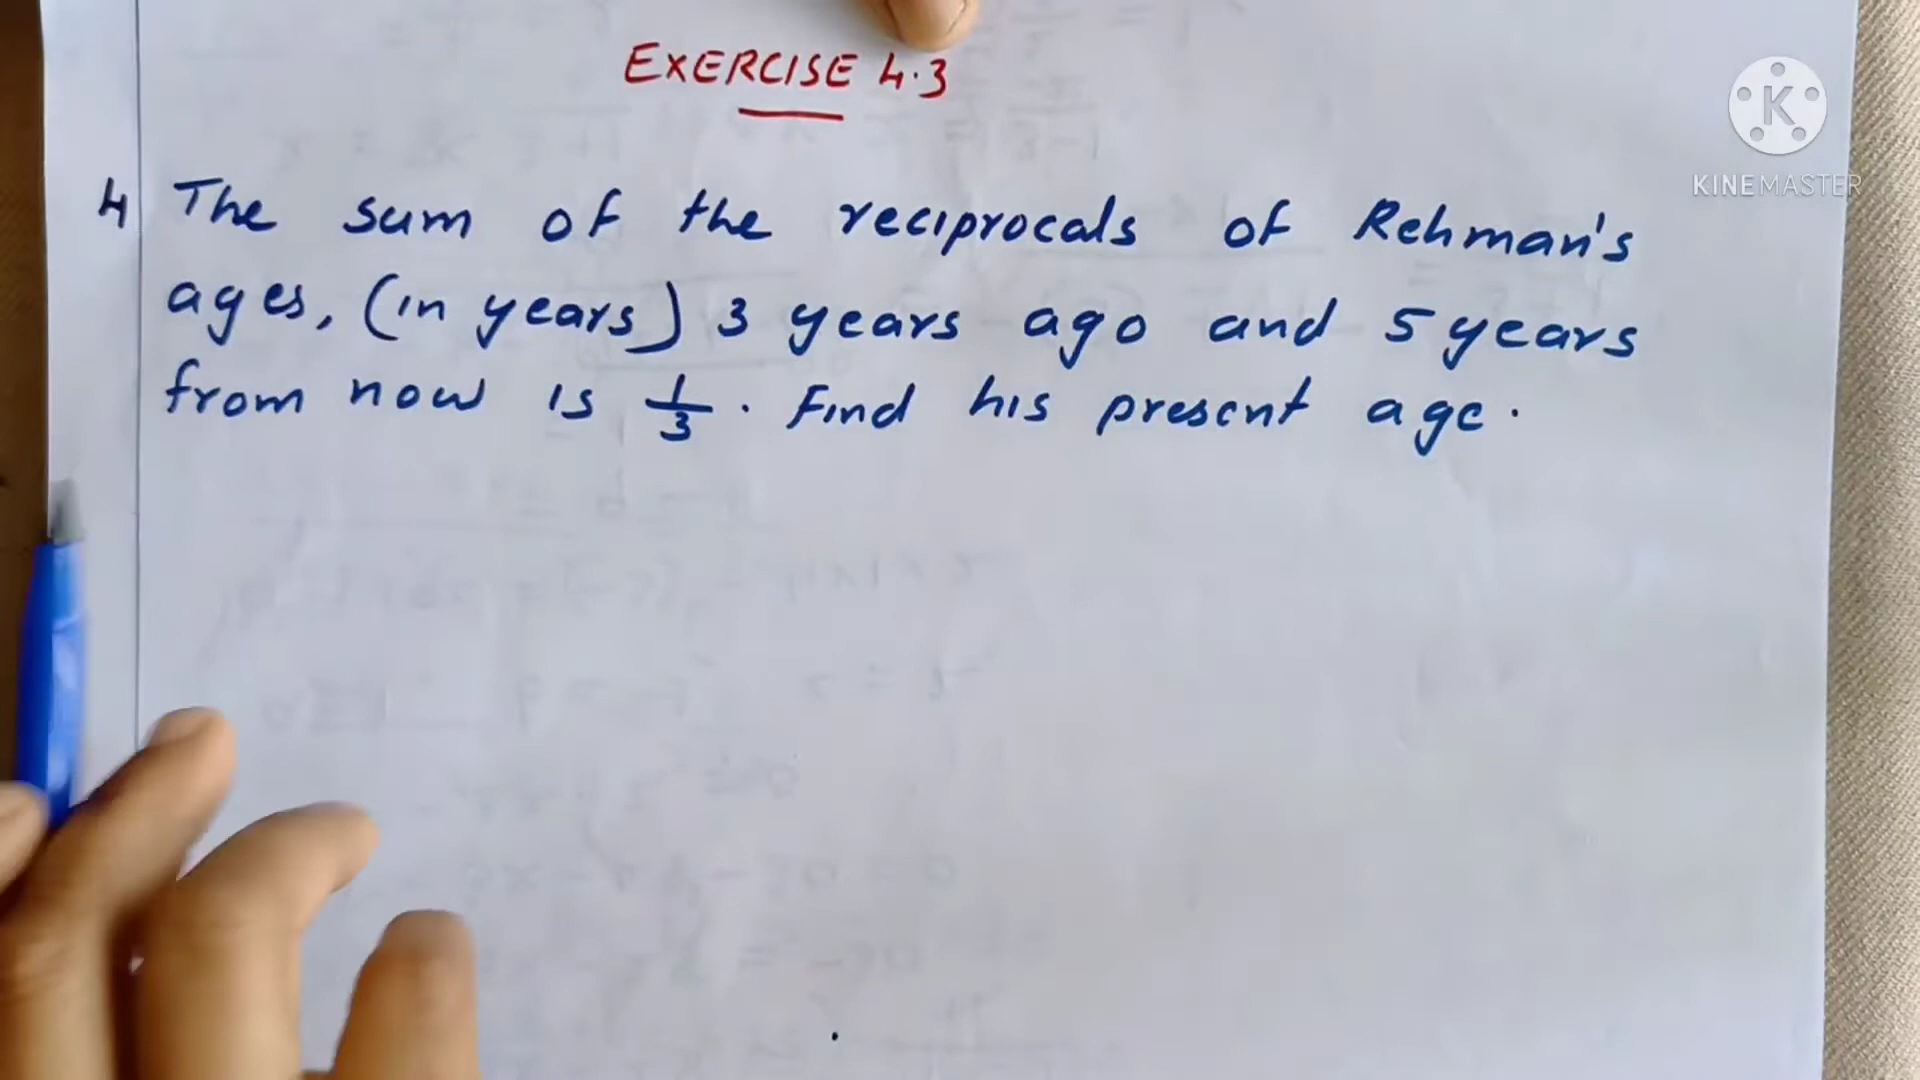 EXERCISE 4.3
K
KINEMASTER
4 The sum of the reciprocals of Rehman's
ages, (in years) 3 years ago and 5 years
from now is 1/3. Find his present age.